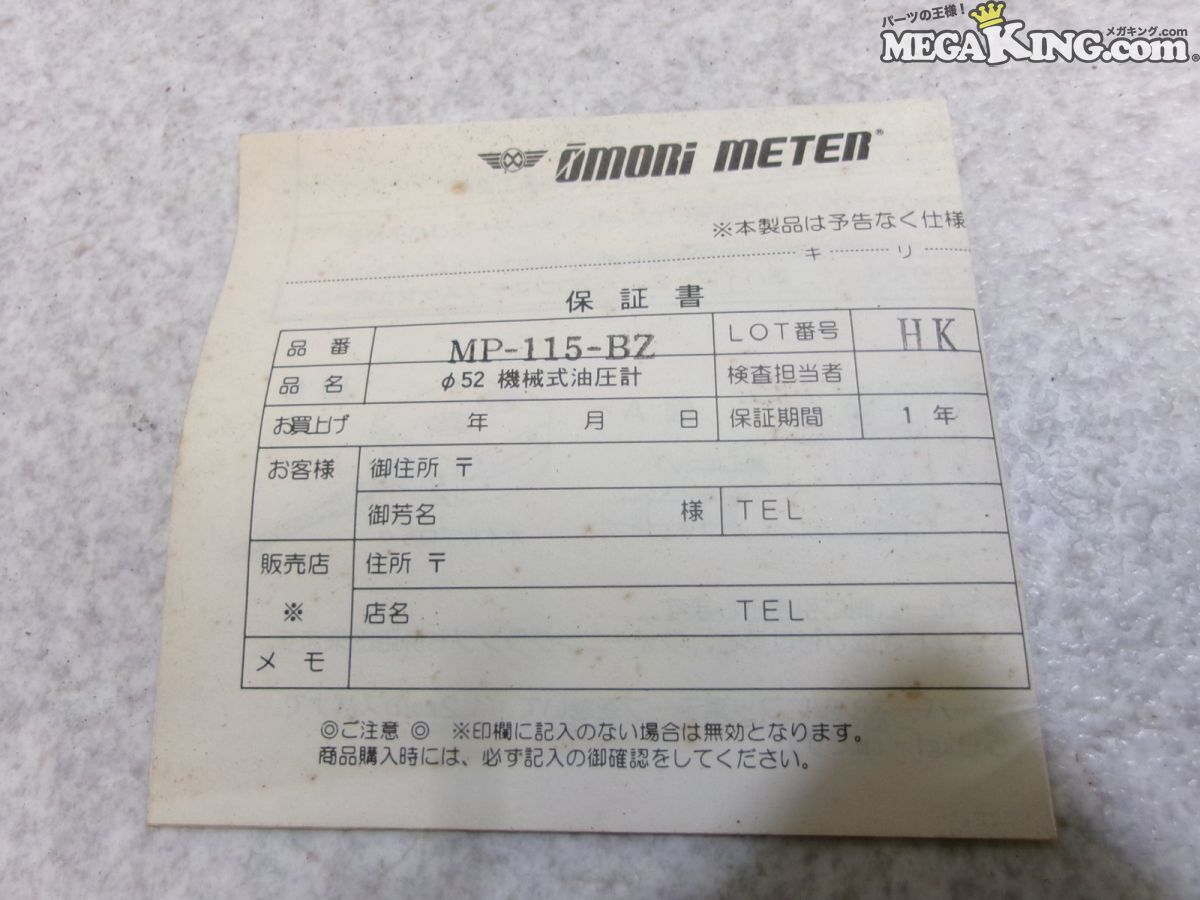 パーツの王様!
メガキング.com
MEGAKING.com®
ŌMORi METER®
※本製品は予告なく仕様
キ リ
保証書
品番 MP-115-BZ LOT番号 HK
品名 φ52 機械式油圧計 検査担当者
お買上げ 年 月 日 保証期間 1年
お客様 御住所 〒
御芳名 様 TEL
販売店 住所 〒
※ 店名 TEL
メモ
◎ご注意◎ ※印欄に記入のない場合は無効となります。
商品購入時には、必ず記入の御確認をしてください。